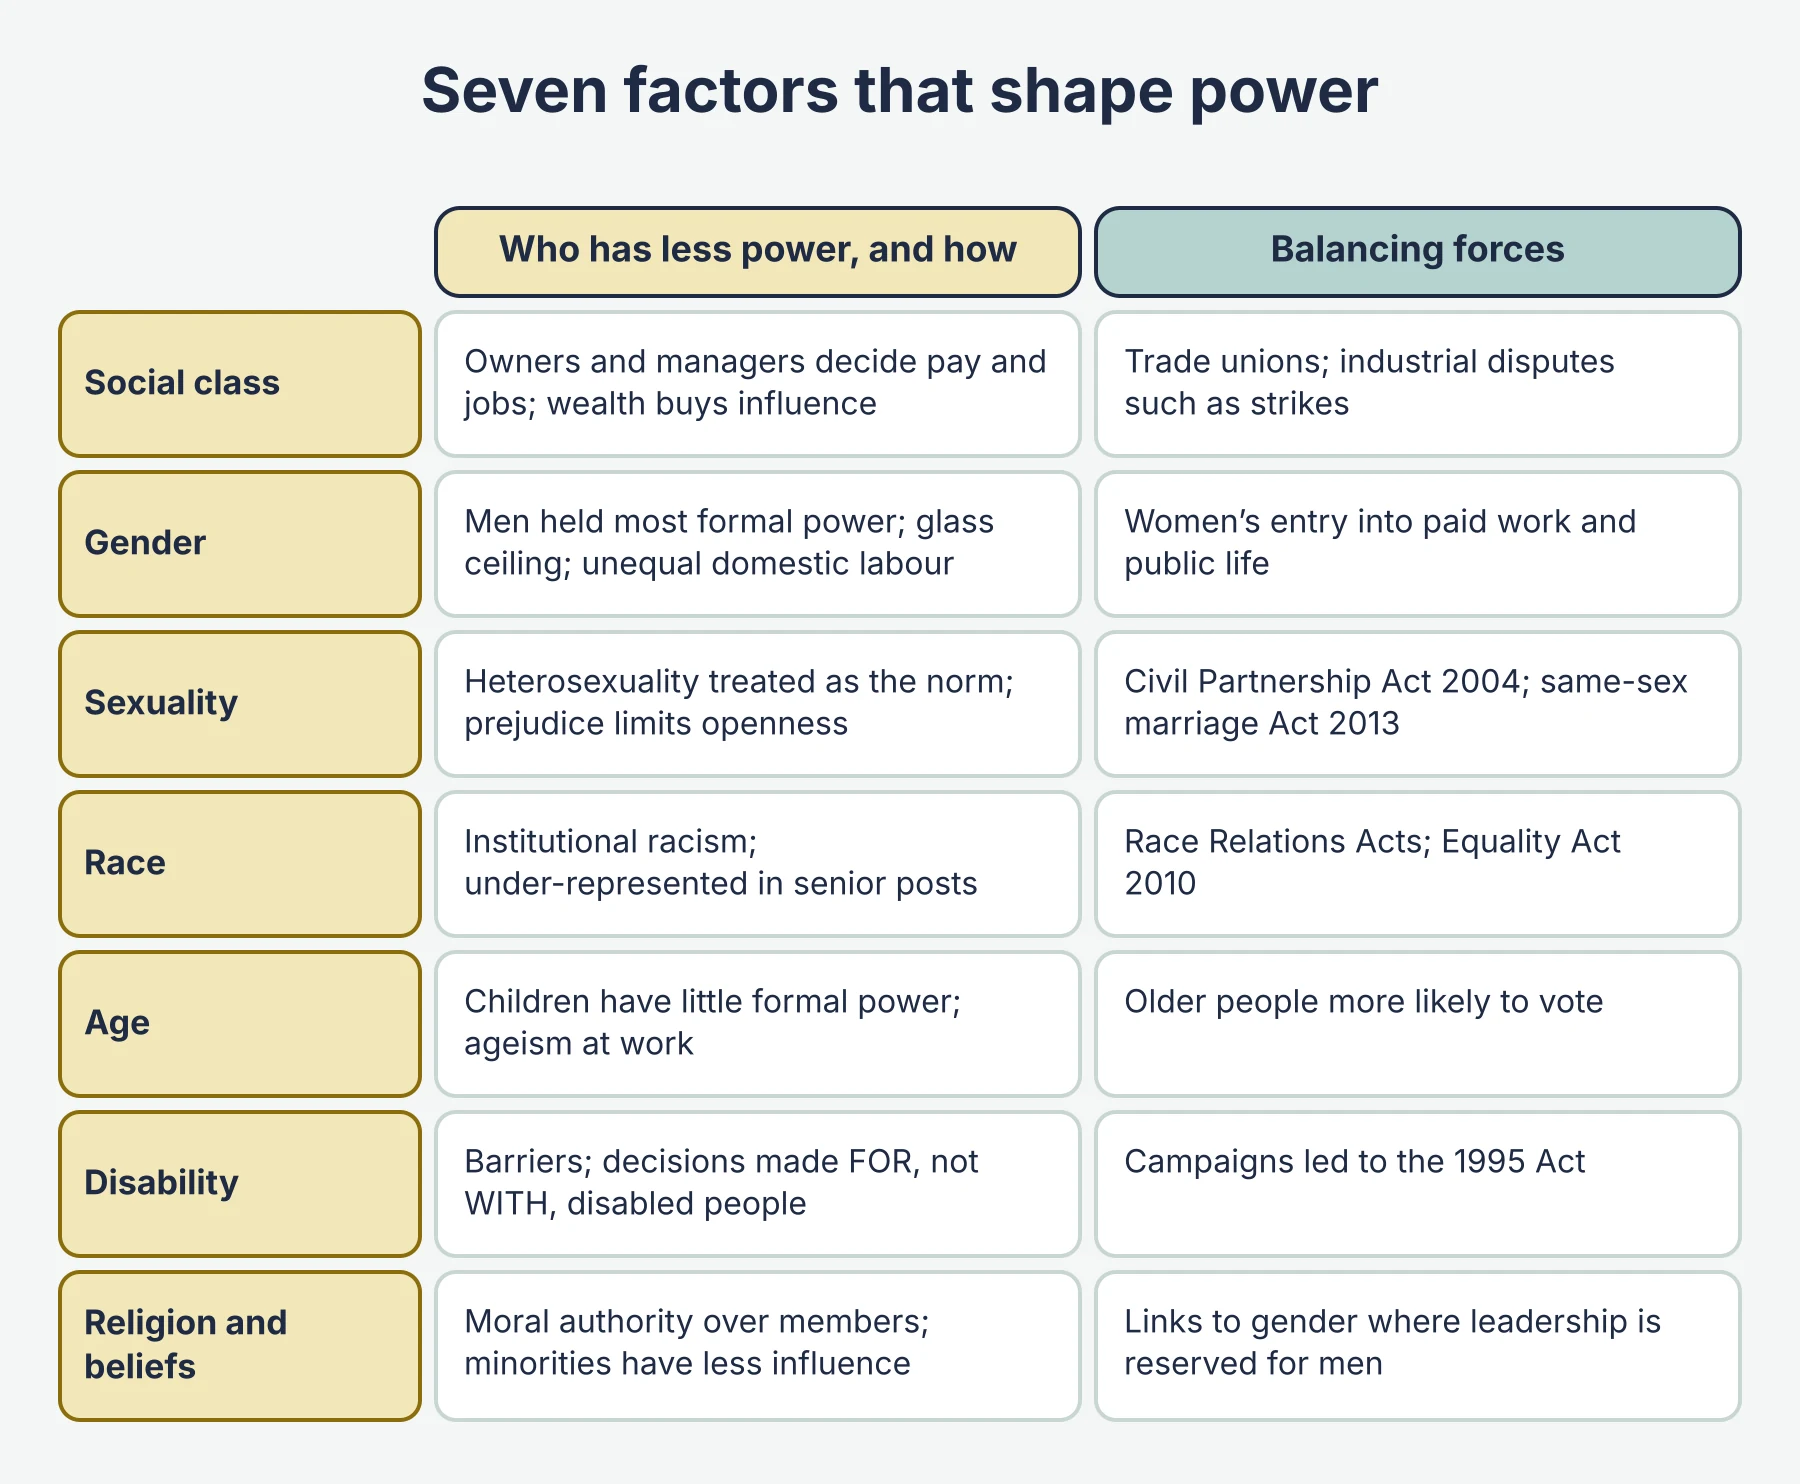 Seven factors that shape power
Who has less power, and how
Balancing forces
Social class
Owners and managers decide pay and
jobs; wealth buys influence
Trade unions; industrial disputes
such as strikes
Gender
Men held most formal power; glass
ceiling; unequal domestic labour
Women’s entry into paid work and
public life
Sexuality
Heterosexuality treated as the norm;
prejudice limits openness
Civil Partnership Act 2004; same-sex
marriage Act 2013
Race
Institutional racism;
under-represented in senior posts
Race Relations Acts; Equality Act
2010
Age
Children have little formal power;
ageism at work
Older people more likely to vote
Disability
Barriers; decisions made FOR, not
WITH, disabled people
Campaigns led to the 1995 Act
Religion and
beliefs
Moral authority over members;
minorities have less influence
Links to gender where leadership is
reserved for men